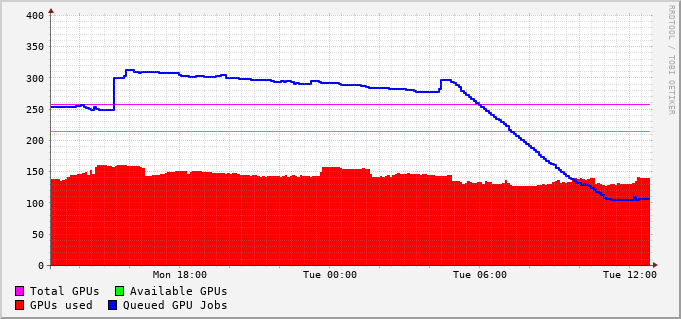 400
350
300
250
200
150
100
50
0
Mon 18:00 Tue 00:00 Tue 06:00 Tue 12:00
Total GPUs Available GPUs
GPUs used Queued GPU Jobs
RRDTOOL / TOBI OETIKER